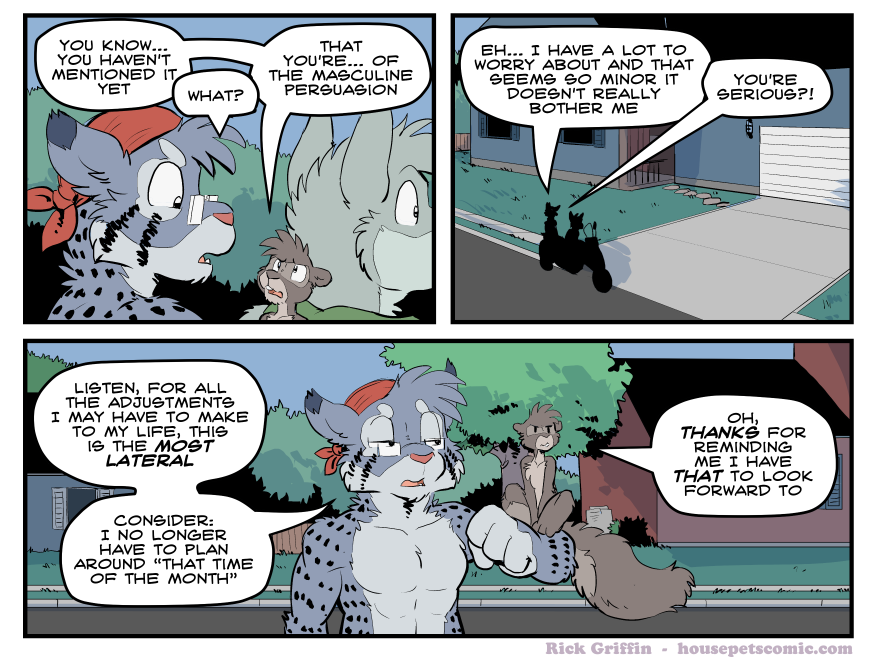 YOU KNOW...
YOU HAVEN'T
MENTIONED IT
YET
WHAT?
THAT
YOU'RE... OF
THE MASCULINE
PERSUASION
EH... I HAVE A LOT TO
WORRY ABOUT AND THAT
SEEMS SO MINOR IT
DOESN'T REALLY
BOTHER ME
YOU'RE
SERIOUS?!
LISTEN, FOR ALL
THE ADJUSTMENTS
I MAY HAVE TO MAKE
TO MY LIFE, THIS
IS THE MOST
LATERAL
CONSIDER:
I NO LONGER
HAVE TO PLAN
AROUND "THAT TIME
OF THE MONTH"
OH,
THANKS FOR
REMINDING
ME I HAVE
THAT TO LOOK
FORWARD TO
Rick Griffin - housepetscomic.com